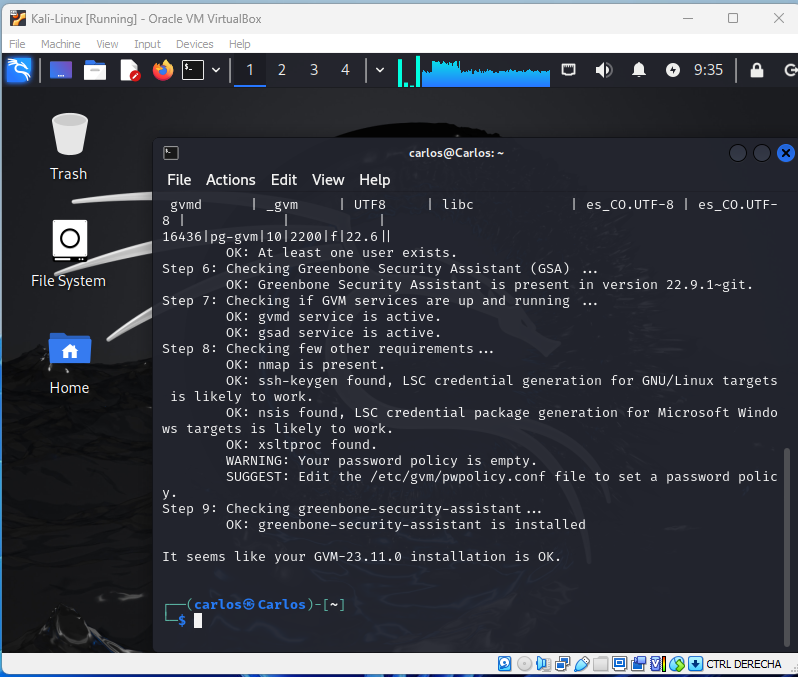 Kali-Linux [Running] - Oracle VM VirtualBox
File Machine View Input Devices Help
1 2 3 4 9:35
Trash
File System
Home
carlos@Carlos: ~
File Actions Edit View Help
gvmd | _gvm | UTF8 | libc | es_CO.UTF-8 | es_CO.UTF-
8 | | |
16436|pg-gvm|10|2200|f|22.6||
OK: At least one user exists.
Step 6: Checking Greenbone Security Assistant (GSA) ...
OK: Greenbone Security Assistant is present in version 22.9.1~git.
Step 7: Checking if GVM services are up and running ...
OK: gvmd service is active.
OK: gsad service is active.
Step 8: Checking few other requirements...
OK: nmap is present.
OK: ssh-keygen found, LSC credential generation for GNU/Linux targets
is likely to work.
OK: nsis found, LSC credential package generation for Microsoft Windo
ws targets is likely to work.
OK: xsltproc found.
WARNING: Your password policy is empty.
SUGGEST: Edit the /etc/gvm/pwpolicy.conf file to set a password polic
y.
Step 9: Checking greenbone-security-assistant...
OK: greenbone-security-assistant is installed
It seems like your GVM-23.11.0 installation is OK.
┌──(carlos㉿Carlos)-[~]
└─$
CTRL DERECHA